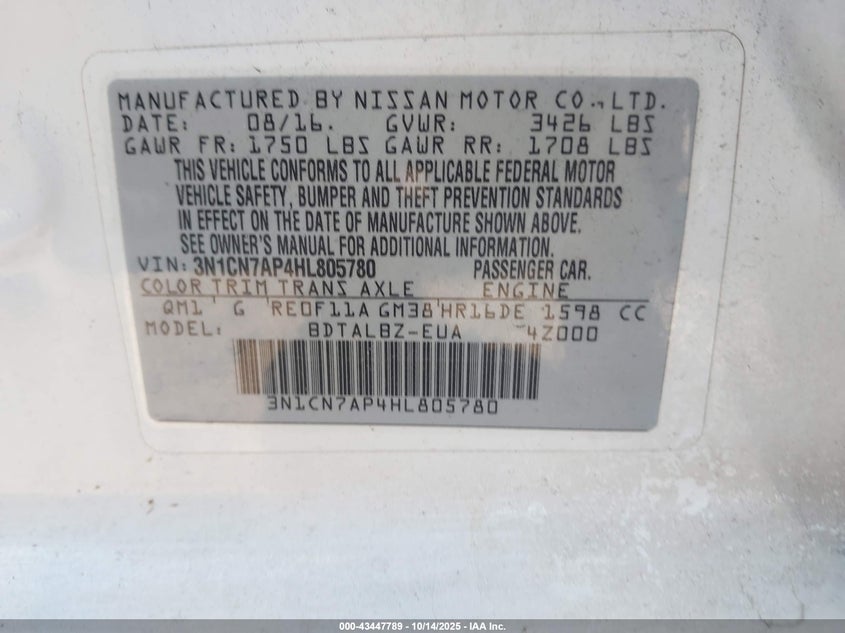 MANUFACTURED BY NISSAN MOTOR CO., LTD.
DATE: 08/16. GVWR: 3426 LBS
GAWR FR: 1750 LBS GAWR RR: 1708 LBS
THIS VEHICLE CONFORMS TO ALL APPLICABLE FEDERAL MOTOR
VEHICLE SAFETY, BUMPER AND THEFT PREVENTION STANDARDS
IN EFFECT ON THE DATE OF MANUFACTURE SHOWN ABOVE.
SEE OWNER'S MANUAL FOR ADDITIONAL INFORMATION.
VIN: 3N1CN7AP4HL805780 PASSENGER CAR.
COLOR TRIM TRANS AXLE ENGINE
QM1 G RE0F11A GM38 HR16DE 1598 CC
MODEL: BDTALBZ-EUA 4Z000
3N1CN7AP4HL805780
000-43447789 - 10/14/2025 - IAA Inc.